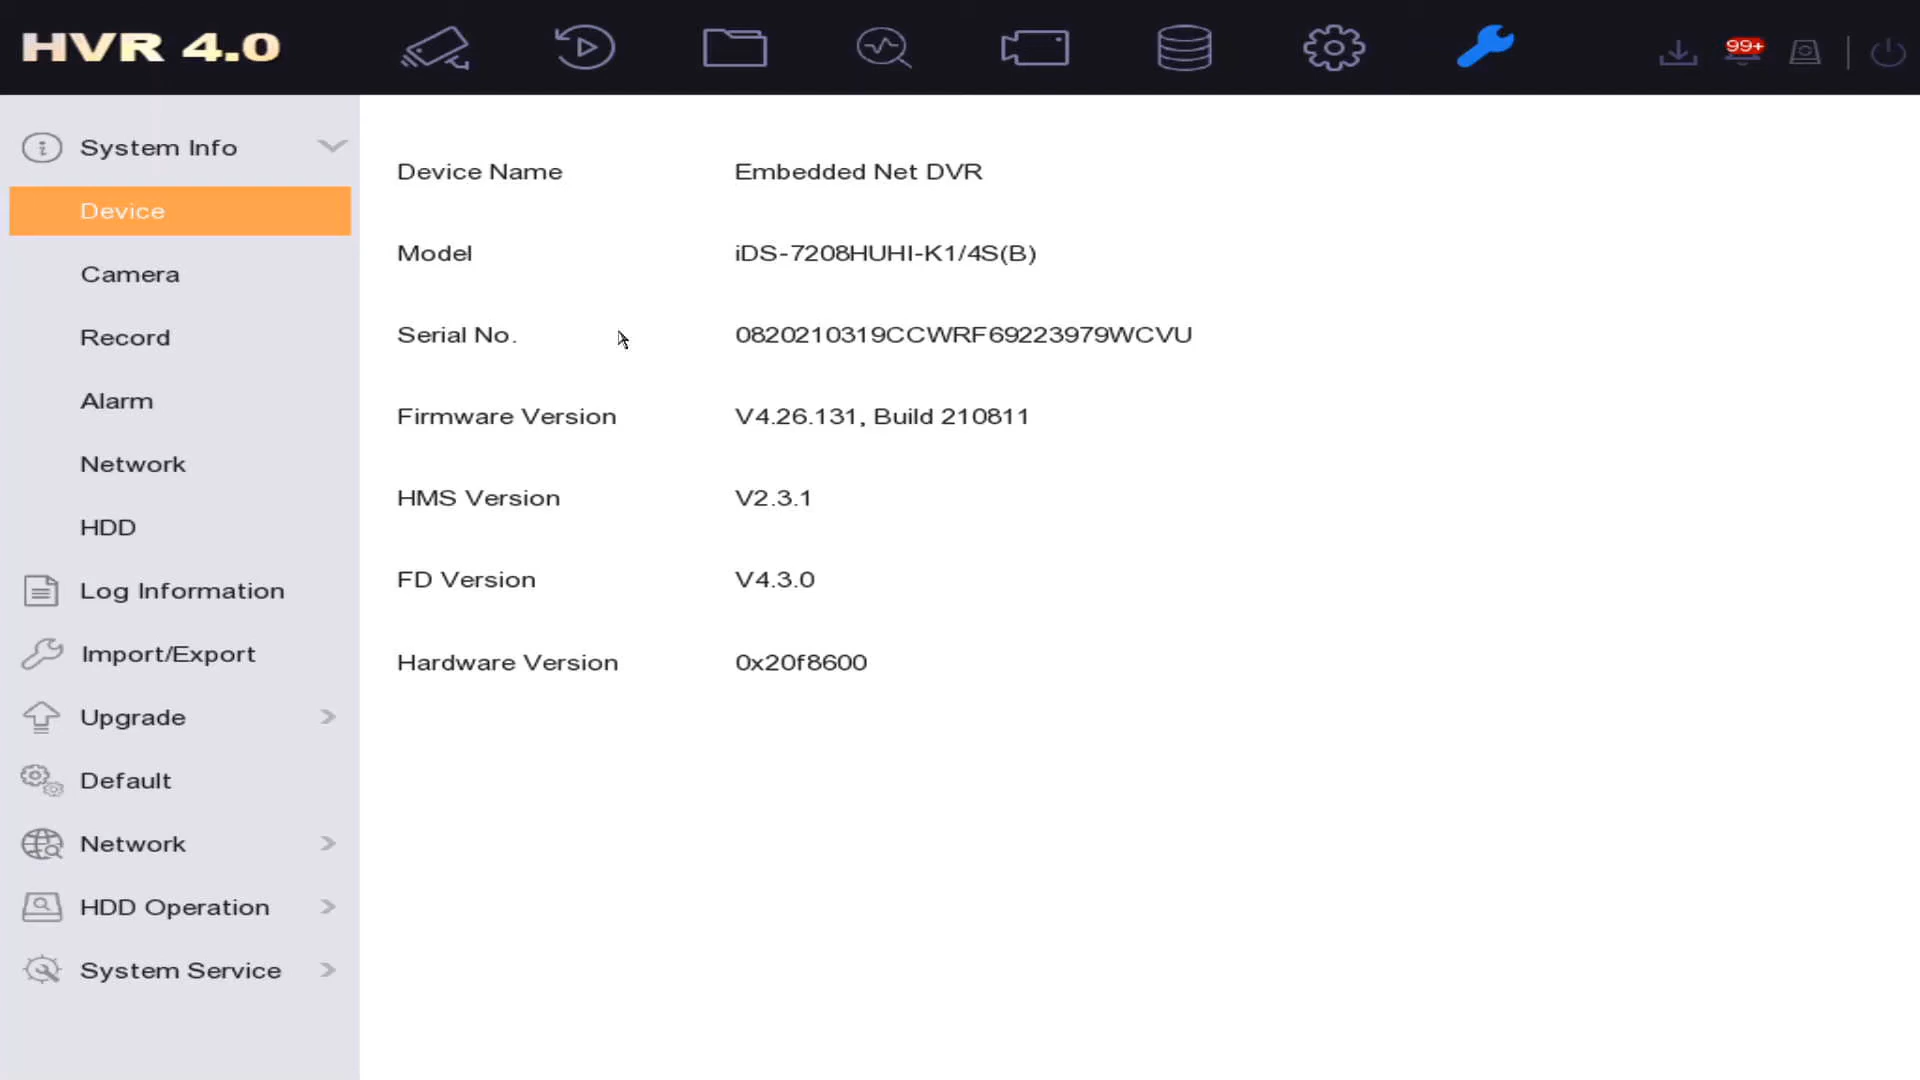 HVR 4.0
99+
System Info
Device
Camera
Record
Alarm
Network
HDD
Log Information
Import/Export
Upgrade
Default
Network
HDD Operation
System Service
Device Name Embedded Net DVR
Model iDS-7208HUHI-K1/4S(B)
Serial No. 0820210319CCWRF69223979WCVU
Firmware Version V4.26.131, Build 210811
HMS Version V2.3.1
FD Version V4.3.0
Hardware Version 0x20f8600